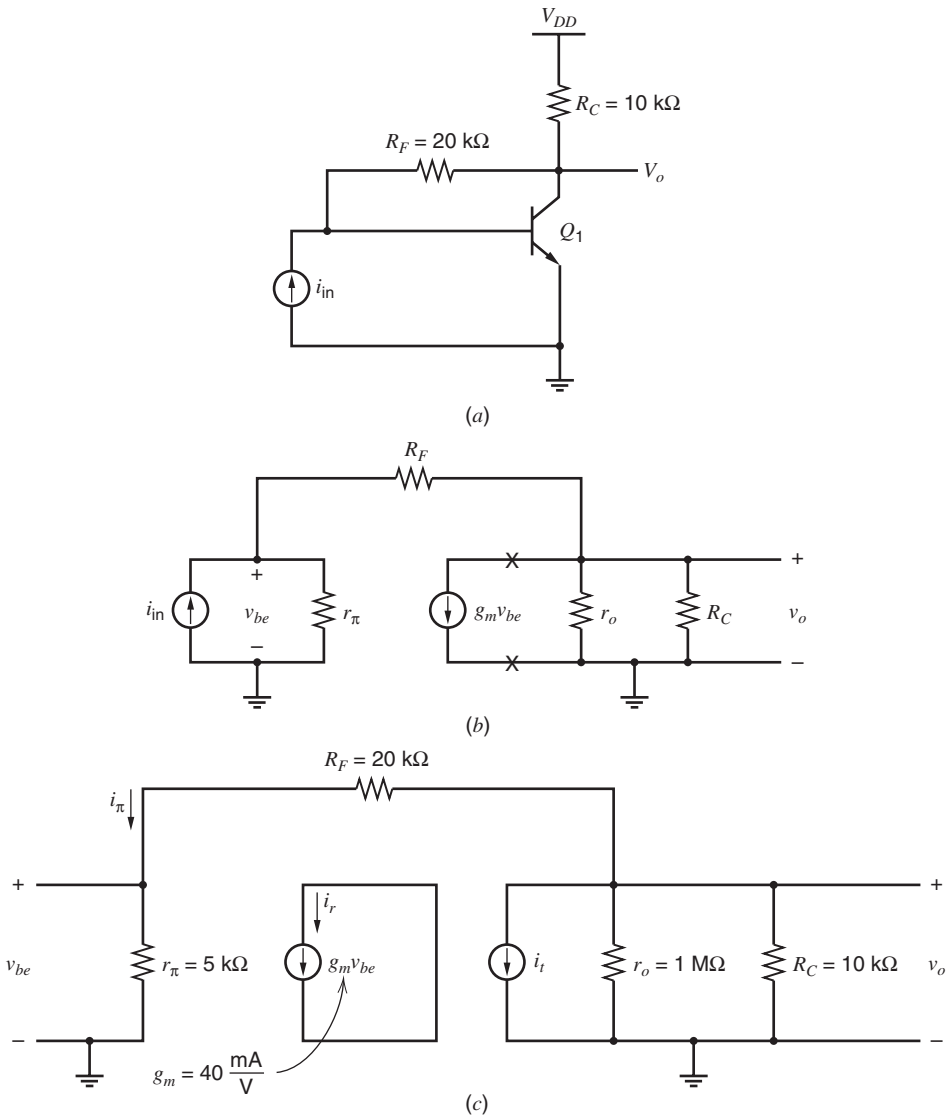 V_DD
R_C = 10 kΩ
R_F = 20 kΩ
V_o
Q_1
i_in
(a)
R_F
X
+ + 
i_in v_be r_π g_m v_be r_o R_C v_o
− −
X
(b)
R_F = 20 kΩ
i_π
+ +
i_r
v_be r_π = 5 kΩ g_m v_be i_t r_o = 1 MΩ R_C = 10 kΩ v_o
− −
g_m = 40 mA/V
(c)